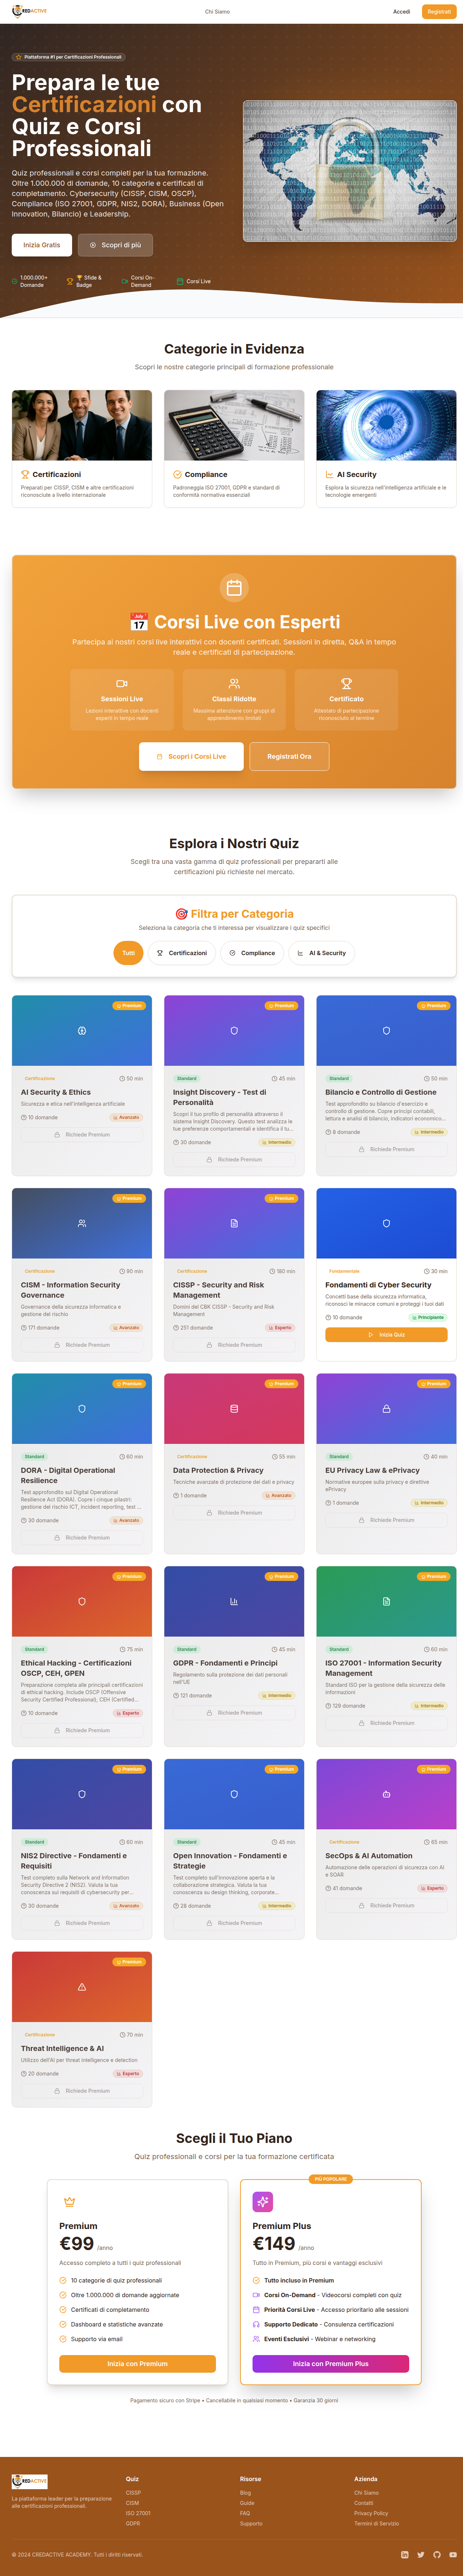 REDACTIVE
Chi Siamo
Accedi
Registrati
Piattaforma #1 per Certificazioni Professionali
Prepara le tue
Certificazioni con
Quiz e Corsi
Professionali
Quiz professionali e corsi completi per la tua formazione.
Oltre 1.000.000 di domande, 10 categorie e certificati di
completamento. Cybersecurity (CISSP, CISM, OSCP),
Compliance (ISO 27001, GDPR, NIS2, DORA), Business (Open
Innovation, Bilancio) e Leadership.
Inizia Gratis
Scopri di più
1.000.000+
Domande
🏆 Sfide &
Badge
Corsi On-
Demand
Corsi Live
Categorie in Evidenza
Scopri le nostre categorie principali di formazione professionale
Certificazioni
Preparati per CISSP, CISM e altre certificazioni
riconosciute a livello internazionale
Compliance
Padroneggia ISO 27001, GDPR e standard di
conformità normativa essenziali
AI Security
Esplora la sicurezza nell'intelligenza artificiale e le
tecnologie emergenti
📅 Corsi Live con Esperti
Partecipa ai nostri corsi live interattivi con docenti certificati. Sessioni in diretta, Q&A in tempo
reale e certificati di partecipazione.
Sessioni Live
Lezioni interattive con docenti
esperti in tempo reale
Classi Ridotte
Massima attenzione con gruppi di
apprendimento limitati
Certificato
Attestato di partecipazione
riconosciuto al termine
Scopri i Corsi Live
Registrati Ora
Esplora i Nostri Quiz
Scegli tra una vasta gamma di quiz professionali per prepararti alle
certificazioni più richieste nel mercato.
🎯 Filtra per Categoria
Seleziona la categoria che ti interessa per visualizzare i quiz specifici
Tutti
Certificazioni
Compliance
AI & Security
Premium
Certificazione
50 min
AI Security & Ethics
Sicurezza e etica nell'intelligenza artificiale
10 domande
Avanzato
Richiede Premium
Premium
Standard
45 min
Insight Discovery - Test di
Personalità
Scopri il tuo profilo di personalità attraverso il
sistema Insight Discovery. Questo test analizza le
tue preferenze comportamentali e identifica il tu...
30 domande
Intermedio
Richiede Premium
Premium
Standard
50 min
Bilancio e Controllo di Gestione
Test approfondito su bilancio d'esercizio e
controllo di gestione. Copre principi contabili,
lettura e analisi di bilancio, indicatori economico...
8 domande
Intermedio
Richiede Premium
Premium
Certificazione
90 min
CISM - Information Security
Governance
Governance della sicurezza informatica e
gestione del rischio
171 domande
Avanzato
Richiede Premium
Premium
Certificazione
180 min
CISSP - Security and Risk
Management
Domini del CBK CISSP - Security and Risk
Management
251 domande
Esperto
Richiede Premium
Fondamentale
30 min
Fondamenti di Cyber Security
Concetti base della sicurezza informatica,
riconosci le minacce comuni e proteggi i tuoi dati
10 domande
Principiante
Inizia Quiz
Premium
Standard
60 min
DORA - Digital Operational
Resilience
Test approfondito sul Digital Operational
Resilience Act (DORA). Copre i cinque pilastri:
gestione del rischio ICT, incident reporting, test ...
30 domande
Avanzato
Richiede Premium
Premium
Certificazione
55 min
Data Protection & Privacy
Tecniche avanzate di protezione dei dati e privacy
1 domande
Avanzato
Richiede Premium
Premium
Standard
40 min
EU Privacy Law & ePrivacy
Normative europee sulla privacy e direttive
ePrivacy
1 domande
Intermedio
Richiede Premium
Premium
Standard
75 min
Ethical Hacking - Certificazioni
OSCP, CEH, GPEN
Preparazione completa alle principali certificazioni
di ethical hacking. Include OSCP (Offensive
Security Certified Professional), CEH (Certified...
10 domande
Esperto
Richiede Premium
Premium
Standard
45 min
GDPR - Fondamenti e Principi
Regolamento sulla protezione dei dati personali
nell'UE
121 domande
Intermedio
Richiede Premium
Premium
Standard
60 min
ISO 27001 - Information Security
Management
Standard ISO per la gestione della sicurezza delle
informazioni
129 domande
Intermedio
Richiede Premium
Premium
Standard
60 min
NIS2 Directive - Fondamenti e
Requisiti
Test completo sulla Network and Information
Security Directive 2 (NIS2). Valuta la tua
conoscenza sui requisiti di cybersecurity per...
30 domande
Avanzato
Richiede Premium
Premium
Standard
45 min
Open Innovation - Fondamenti e
Strategie
Test completo sull'innovazione aperta e la
collaborazione strategica. Valuta la tua
conoscenza su design thinking, corporate...
28 domande
Intermedio
Richiede Premium
Premium
Certificazione
65 min
SecOps & AI Automation
Automazione delle operazioni di sicurezza con AI
e SOAR
41 domande
Esperto
Richiede Premium
Premium
Certificazione
70 min
Threat Intelligence & AI
Utilizzo dell'AI per threat intelligence e detection
20 domande
Esperto
Richiede Premium
Scegli il Tuo Piano
Quiz professionali e corsi per la tua formazione certificata
Premium
€99 /anno
Accesso completo a tutti i quiz professionali
10 categorie di quiz professionali
Oltre 1.000.000 di domande aggiornate
Certificati di completamento
Dashboard e statistiche avanzate
Supporto via email
Inizia con Premium
PIÙ POPOLARE
Premium Plus
€149 /anno
Tutto in Premium, più corsi e vantaggi esclusivi
Tutto incluso in Premium
Corsi On-Demand - Videocorsi completi con quiz
Priorità Corsi Live - Accesso prioritario alle sessioni
Supporto Dedicato - Consulenza certificazioni
Eventi Esclusivi - Webinar e networking
Inizia con Premium Plus
Pagamento sicuro con Stripe • Cancellabile in qualsiasi momento • Garanzia 30 giorni
REDACTIVE
La piattaforma leader per la preparazione
alle certificazioni professionali.
Quiz
CISSP
CISM
ISO 27001
GDPR
Risorse
Blog
Guide
FAQ
Supporto
Azienda
Chi Siamo
Contatti
Privacy Policy
Termini di Servizio
© 2024 CREDACTIVE ACADEMY. Tutti i diritti riservati.